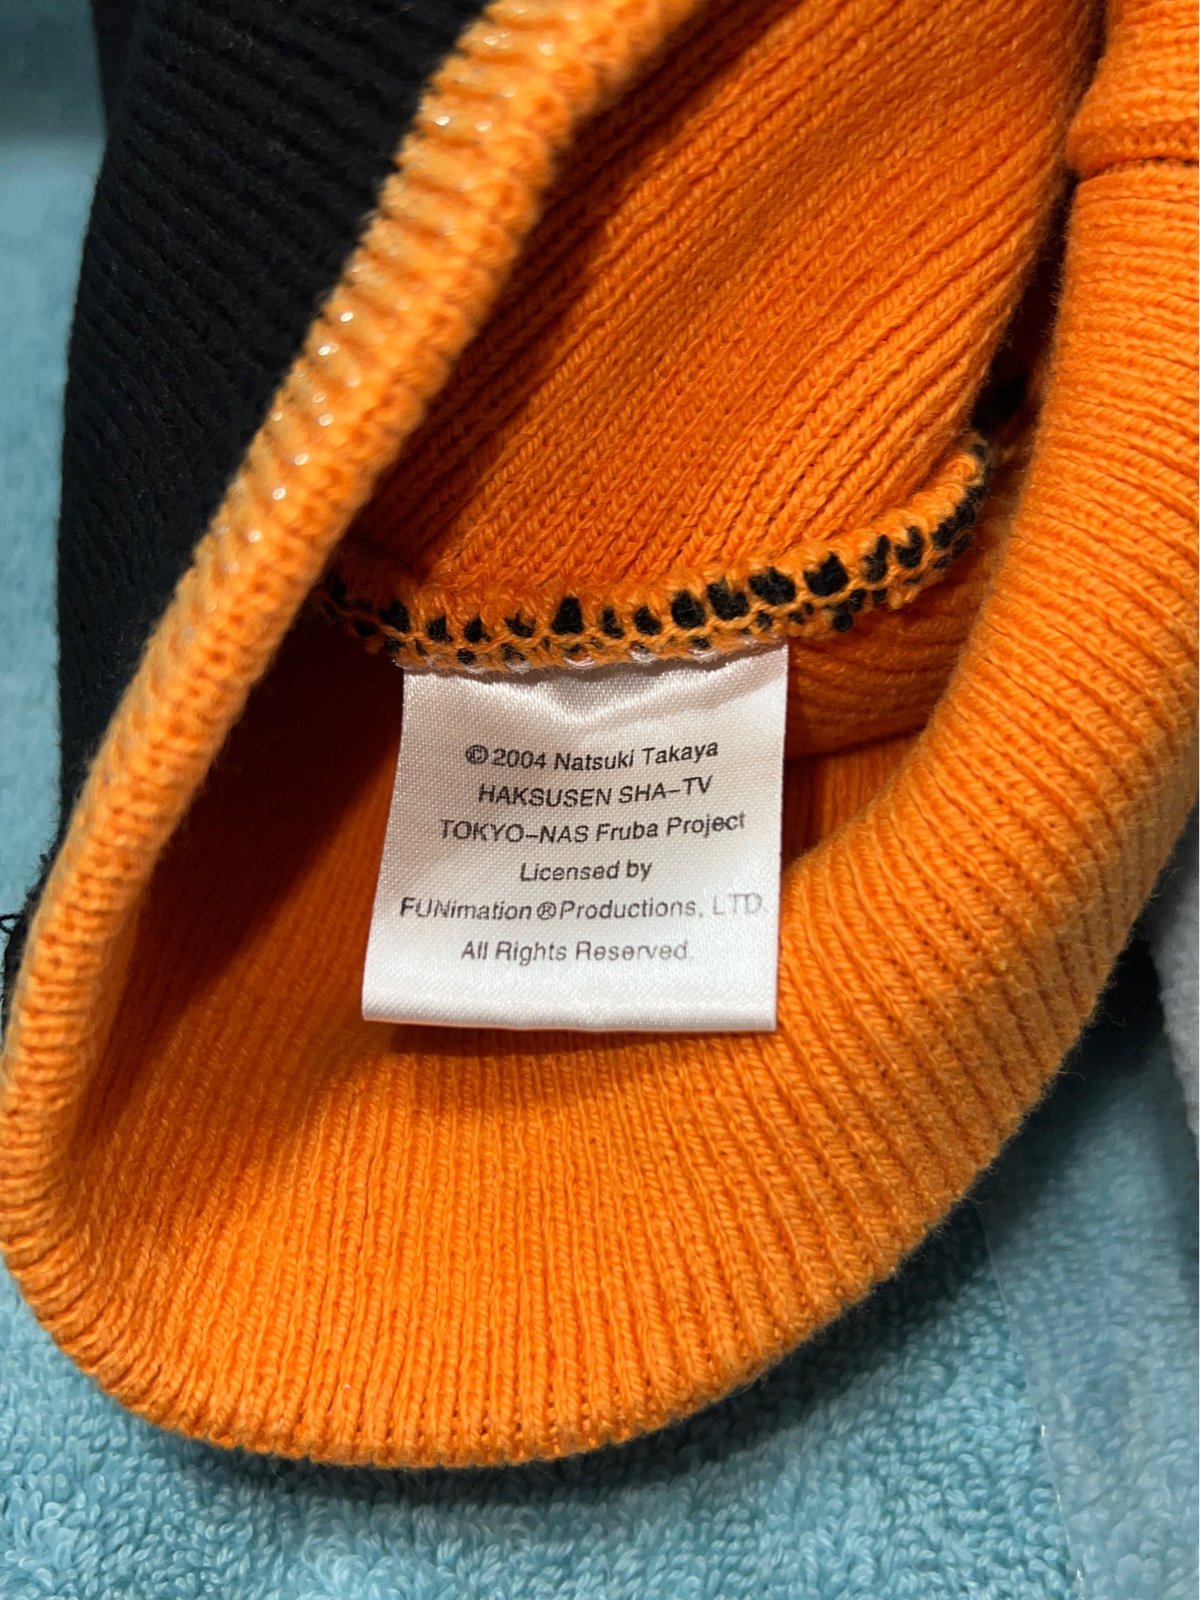 ©2004 Natsuki Takaya
HAKSUSEN SHA-TV
TOKYO-NAS Fruba Project
Licensed by
FUNimation®Productions, LTD.
All Rights Reserved.